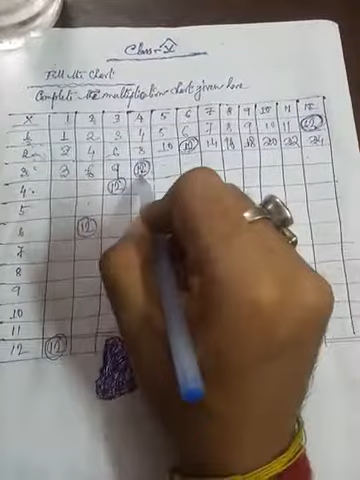 Class - X
Fill the Chart
Complete the multiplication chart given here
X 1 2 3 4 5 6 7 8 9 10 11 12
1 1 2 3 4 5 6 7 8 9 10 11 12
2 2 4 6 8 10 12 14 16 18 20 22 24
3 3 6 9 12
4 12
5
6 12
7
8
9
10
11
12 12